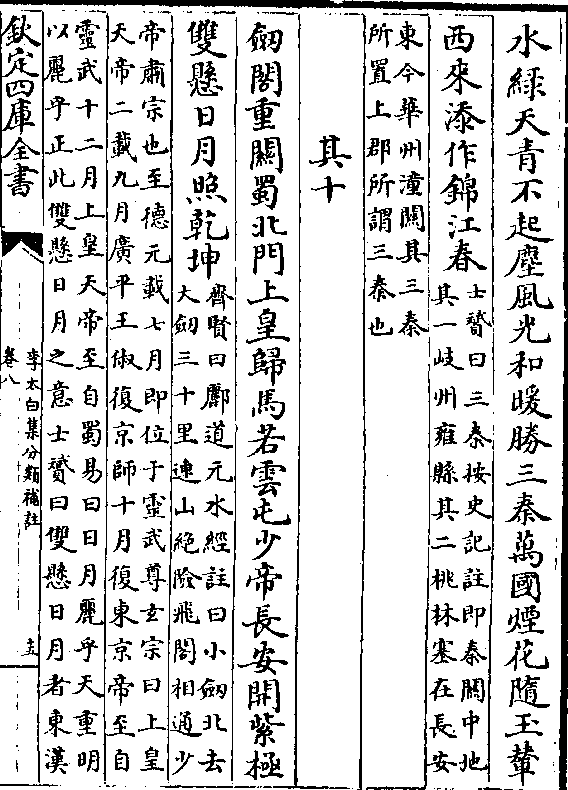 水緑天青不起塵風光和暖勝三秦萬國煙花隨玉輦
西來添作錦江春士贇曰三秦按史記註即秦關中地
其一岐州雍縣其二桃林塞在長安
東今華州潼關其三秦
所置上郡所謂三秦也
其十
劔閣重關蜀北門上皇歸馬若雲屯少帝長安開紫極
雙懸日月照乾坤齊賢曰酈道元水經註曰小劔北去
大劔三十里連山絶險飛閣相通少
帝肅宗也至德元載七月即位于靈武尊玄宗曰上皇
天帝二載九月廣平王俶復京師十月復東京帝至自
靈武十二月上皇天帝至自蜀易曰日月麗乎天重明
以麗乎正此雙懸日月之意士贇曰雙懸日月者東漢
欽定四庫全書
李太白集分類補註
卷八
十五